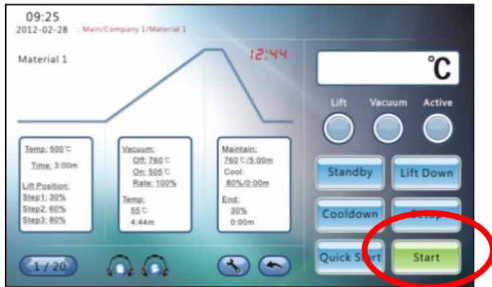 09:25
2012-02-28 : Main/Company 1/Material 1
Material 1
12:44
℃
Lift Vacuum Active
Temp: 500℃
Time: 3:00m
Lift Position:
Step1: 30%
Step2: 60%
Step3: 80%
Vacuum:
Off: 760℃
On: 505℃
Rate: 100%
Temp:
55℃
4:44m
Maintain:
760℃/5:00m
Cool:
80%/0:00m
End:
30%
0:00m
Standby
Lift Down
Cooldown
Quick Start
Start
1 / 20